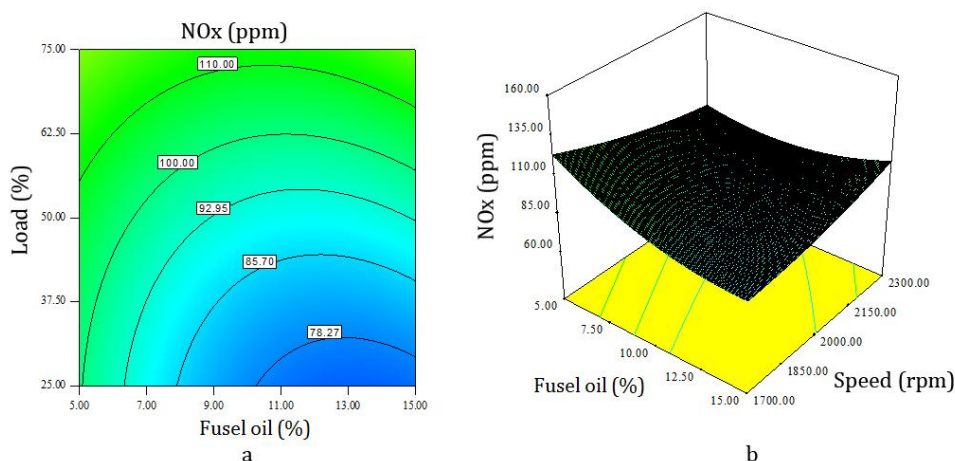 NOx (ppm)
75.00
62.50
50.00
37.50
25.00
Load (%)
110.00
100.00
92.95
85.70
78.27
5.00 7.00 9.00 11.00 13.00 15.00
Fusel oil (%)
a
160.00
135.00
110.00
85.00
60.00
NOx (ppm)
5.00
7.50
10.00
12.50
15.00
Fusel oil (%)
1700.00
1850.00
2000.00
2150.00
2300.00
Speed (rpm)
b